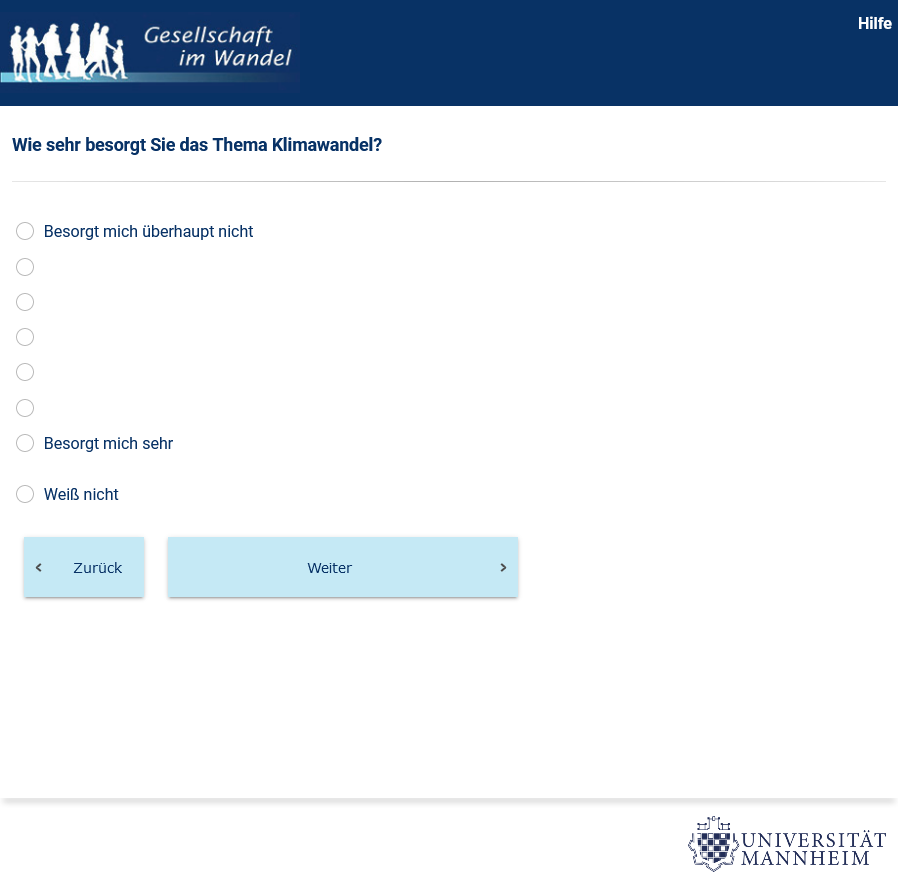 Gesellschaft
im Wandel
Hilfe
Wie sehr besorgt Sie das Thema Klimawandel?
Besorgt mich überhaupt nicht
Besorgt mich sehr
Weiß nicht
Zurück
Weiter
UNIVERSITÄT
MANNHEIM